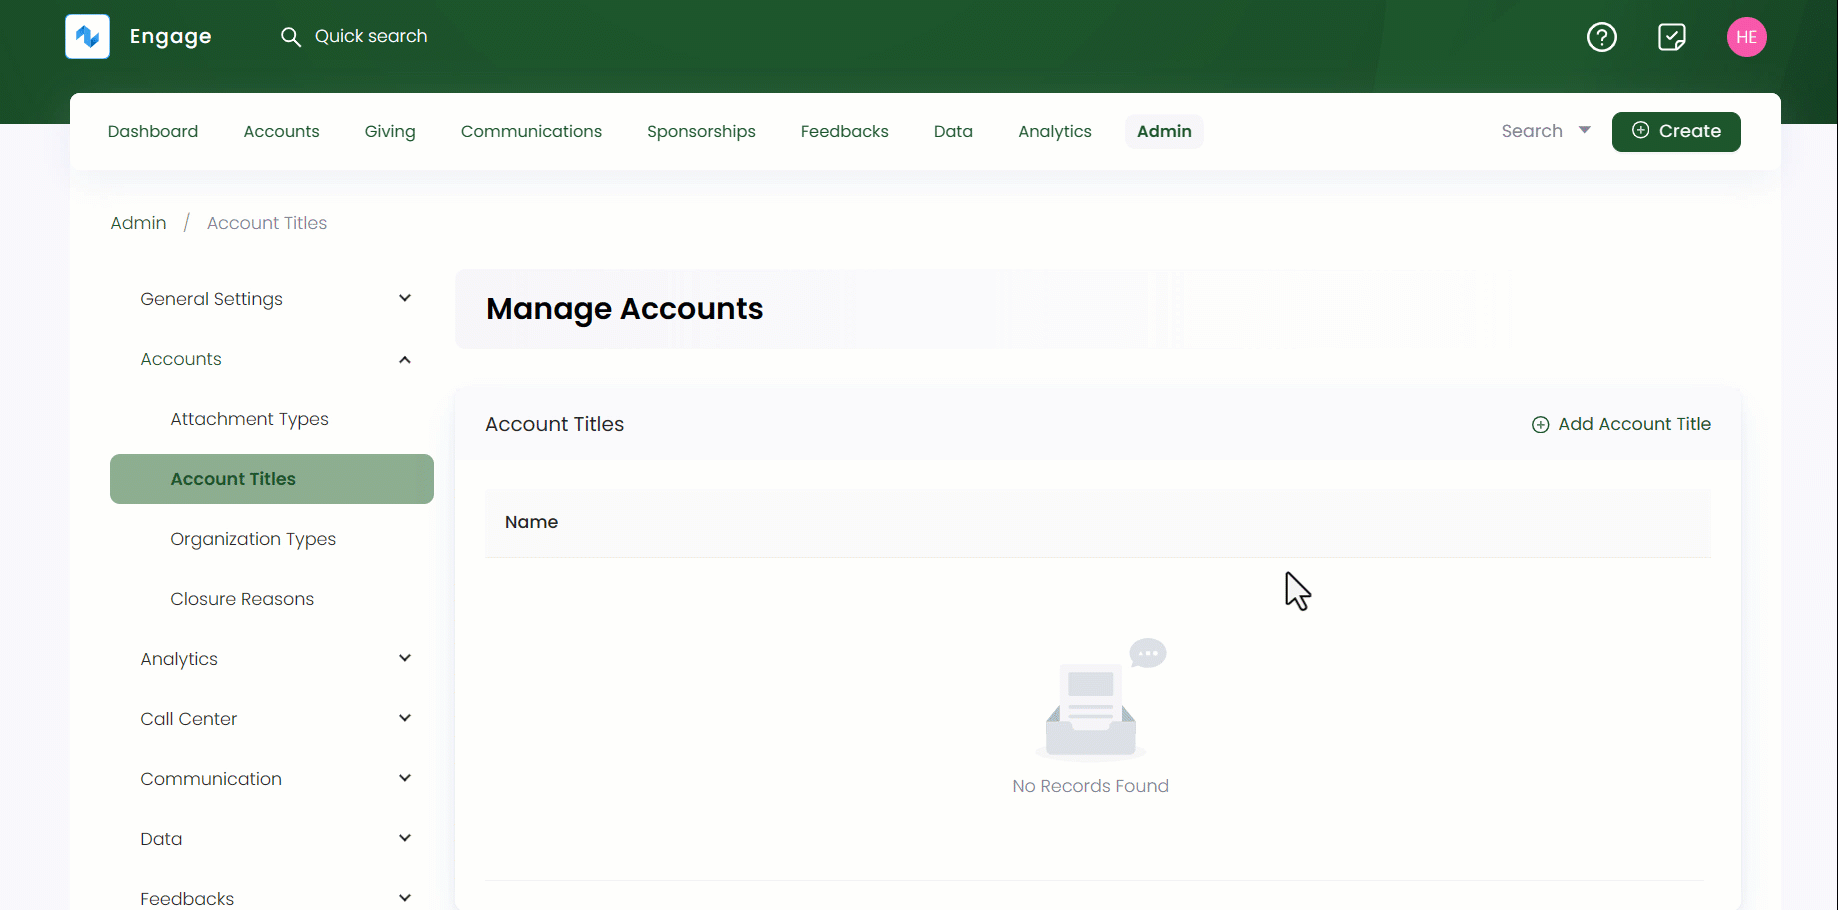 Engage
Quick search
HE
Dashboard Accounts Giving Communications Sponsorships Feedbacks Data Analytics Admin Search Create
Admin / Account Titles
General Settings
Manage Accounts
Accounts
Attachment Types
Account Titles Add Account Title
Account Titles
Name
Organization Types
Closure Reasons
Analytics
Call Center
Communication
No Records Found
Data
Feedbacks